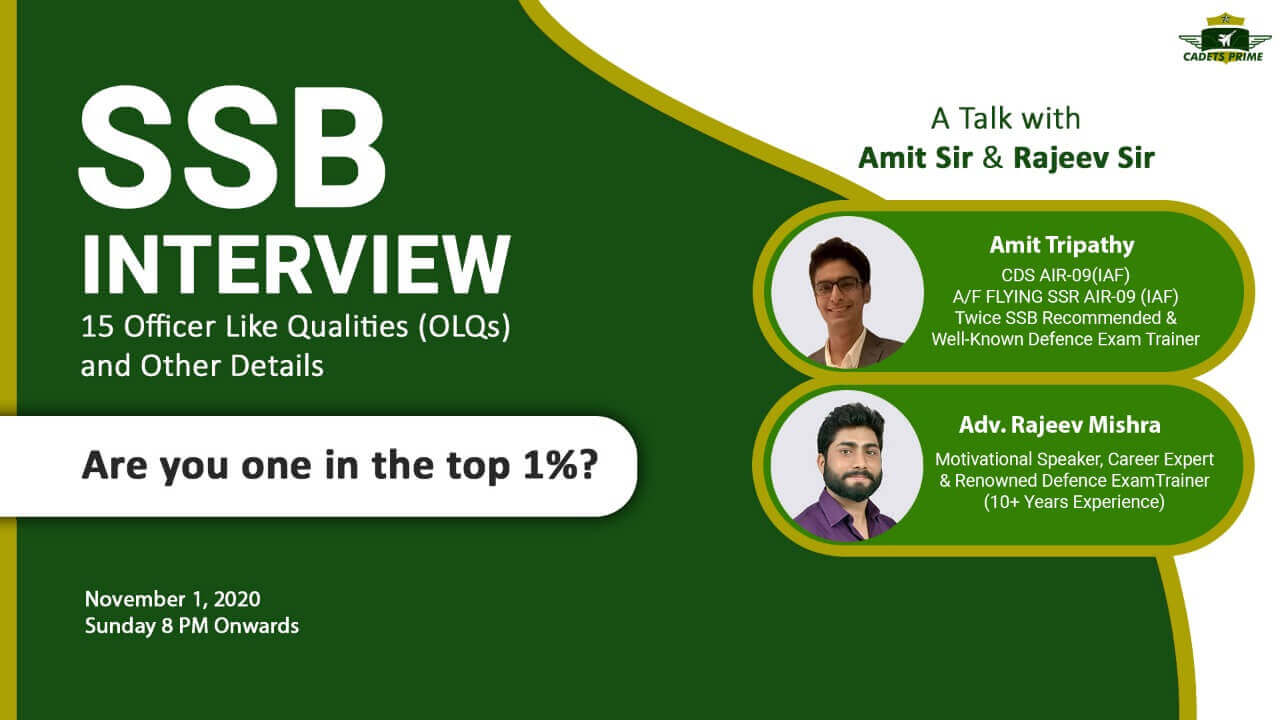 SSB
INTERVIEW
15 Officer Like Qualities (OLQs)
and Other Details
Are you one in the top 1%?
November 1, 2020
Sunday 8 PM Onwards
CADETS PRIME
A Talk with
Amit Sir & Rajeev Sir
Amit Tripathy
CDS AIR-09(IAF)
A/F FLYING SSR AIR-09 (IAF)
Twice SSB Recommended &
Well-Known Defence Exam Trainer
Adv. Rajeev Mishra
Motivational Speaker, Career Expert
& Renowned Defence ExamTrainer
(10+ Years Experience)